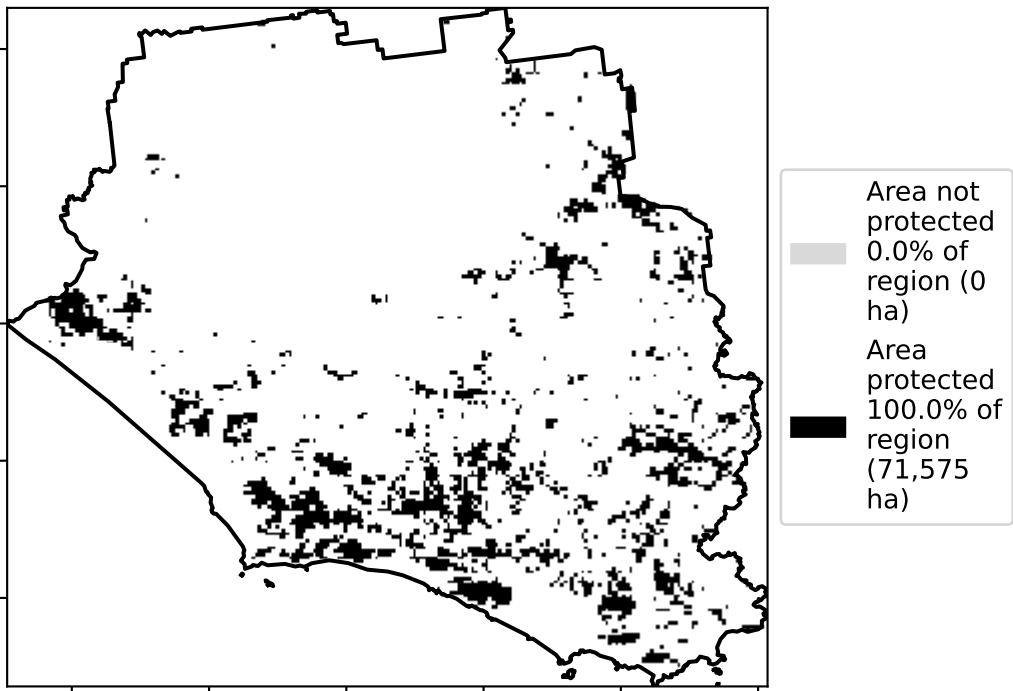 Area not
protected
0.0% of
region (0
ha)
Area
protected
100.0% of
region
(71,575
ha)